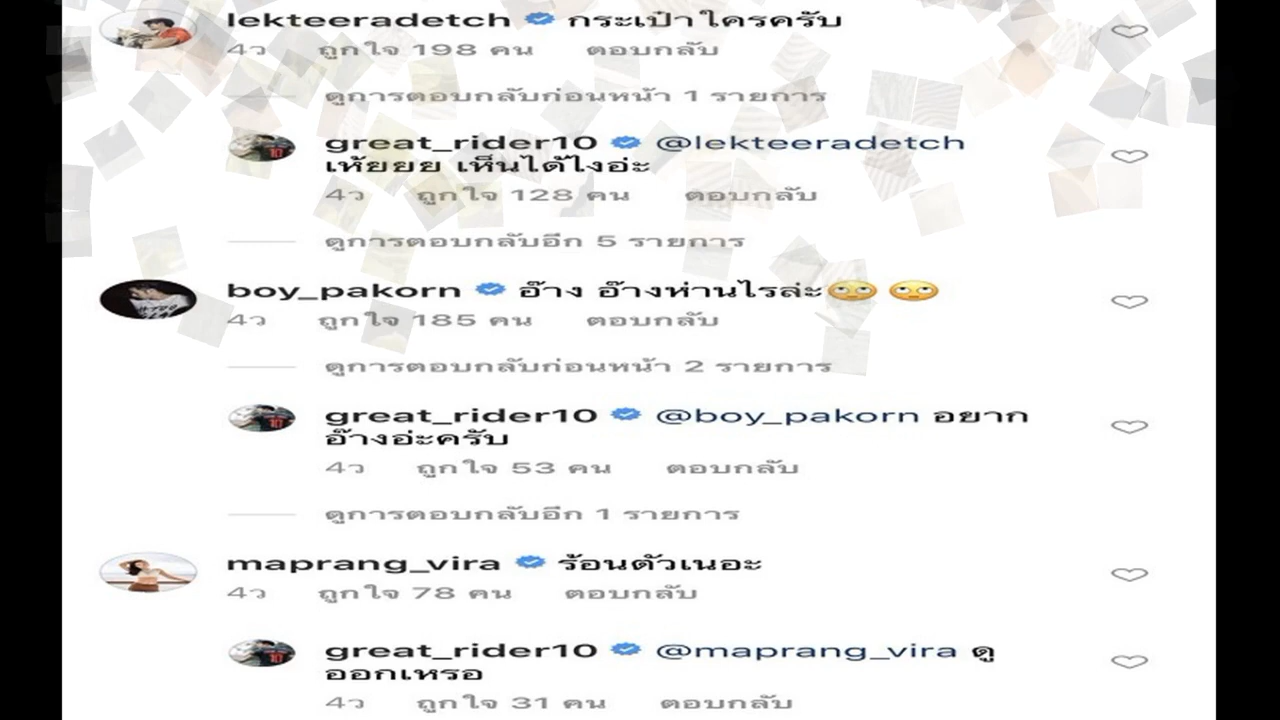 lekteeradetch กระเป๋าใครครับ
4ว ถูกใจ 198 คน ตอบกลับ
ดูการตอบกลับก่อนหน้า 1 รายการ
great_rider10 @lekteeradetch
เห้ยยย เห็นได้ไงอ่ะ
4ว ถูกใจ 128 คน ตอบกลับ
ดูการตอบกลับอีก 5 รายการ
boy_pakorn อ๊าง อ๊างห่านไรล่ะ🙄 🙄
4ว ถูกใจ 185 คน ตอบกลับ
ดูการตอบกลับก่อนหน้า 2 รายการ
great_rider10 @boy_pakorn อยาก
อ๊างอ่ะครับ
4ว ถูกใจ 53 คน ตอบกลับ
ดูการตอบกลับอีก 1 รายการ
maprang_vira ร้อนตัวเนอะ
4ว ถูกใจ 78 คน ตอบกลับ
great_rider10 @maprang_vira ดู
ออกเหรอ
4ว ถูกใจ 31 คน ตอบกลับ